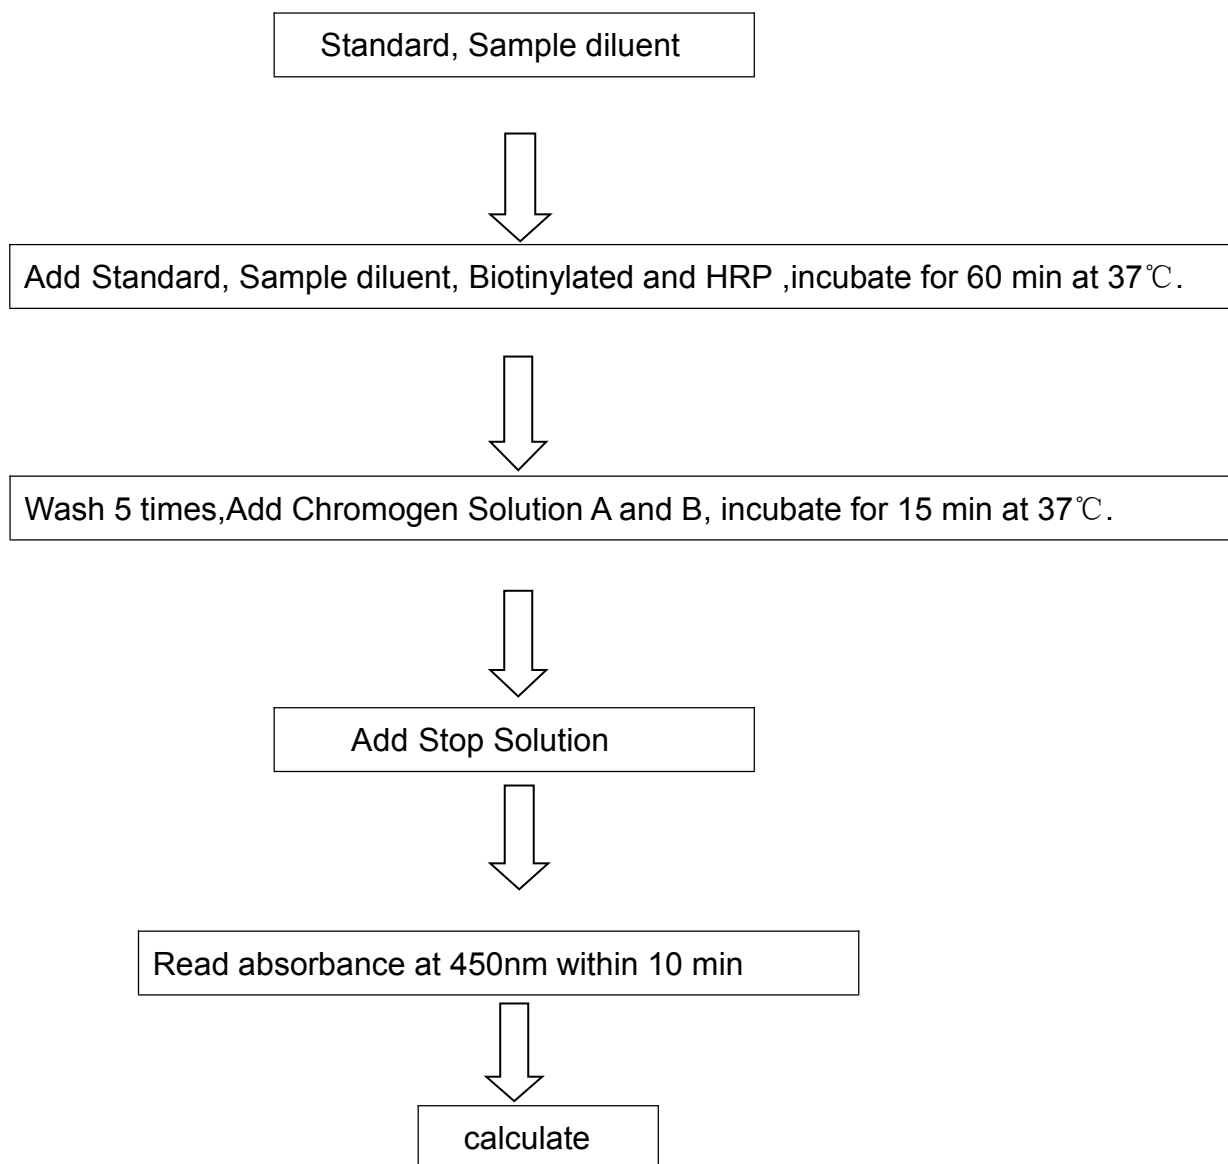 Standard, Sample diluent
Add Standard, Sample diluent, Biotinylated and HRP ,incubate for 60 min at 37℃.
Wash 5 times,Add Chromogen Solution A and B, incubate for 15 min at 37℃.
Add Stop Solution
Read absorbance at 450nm within 10 min
calculate